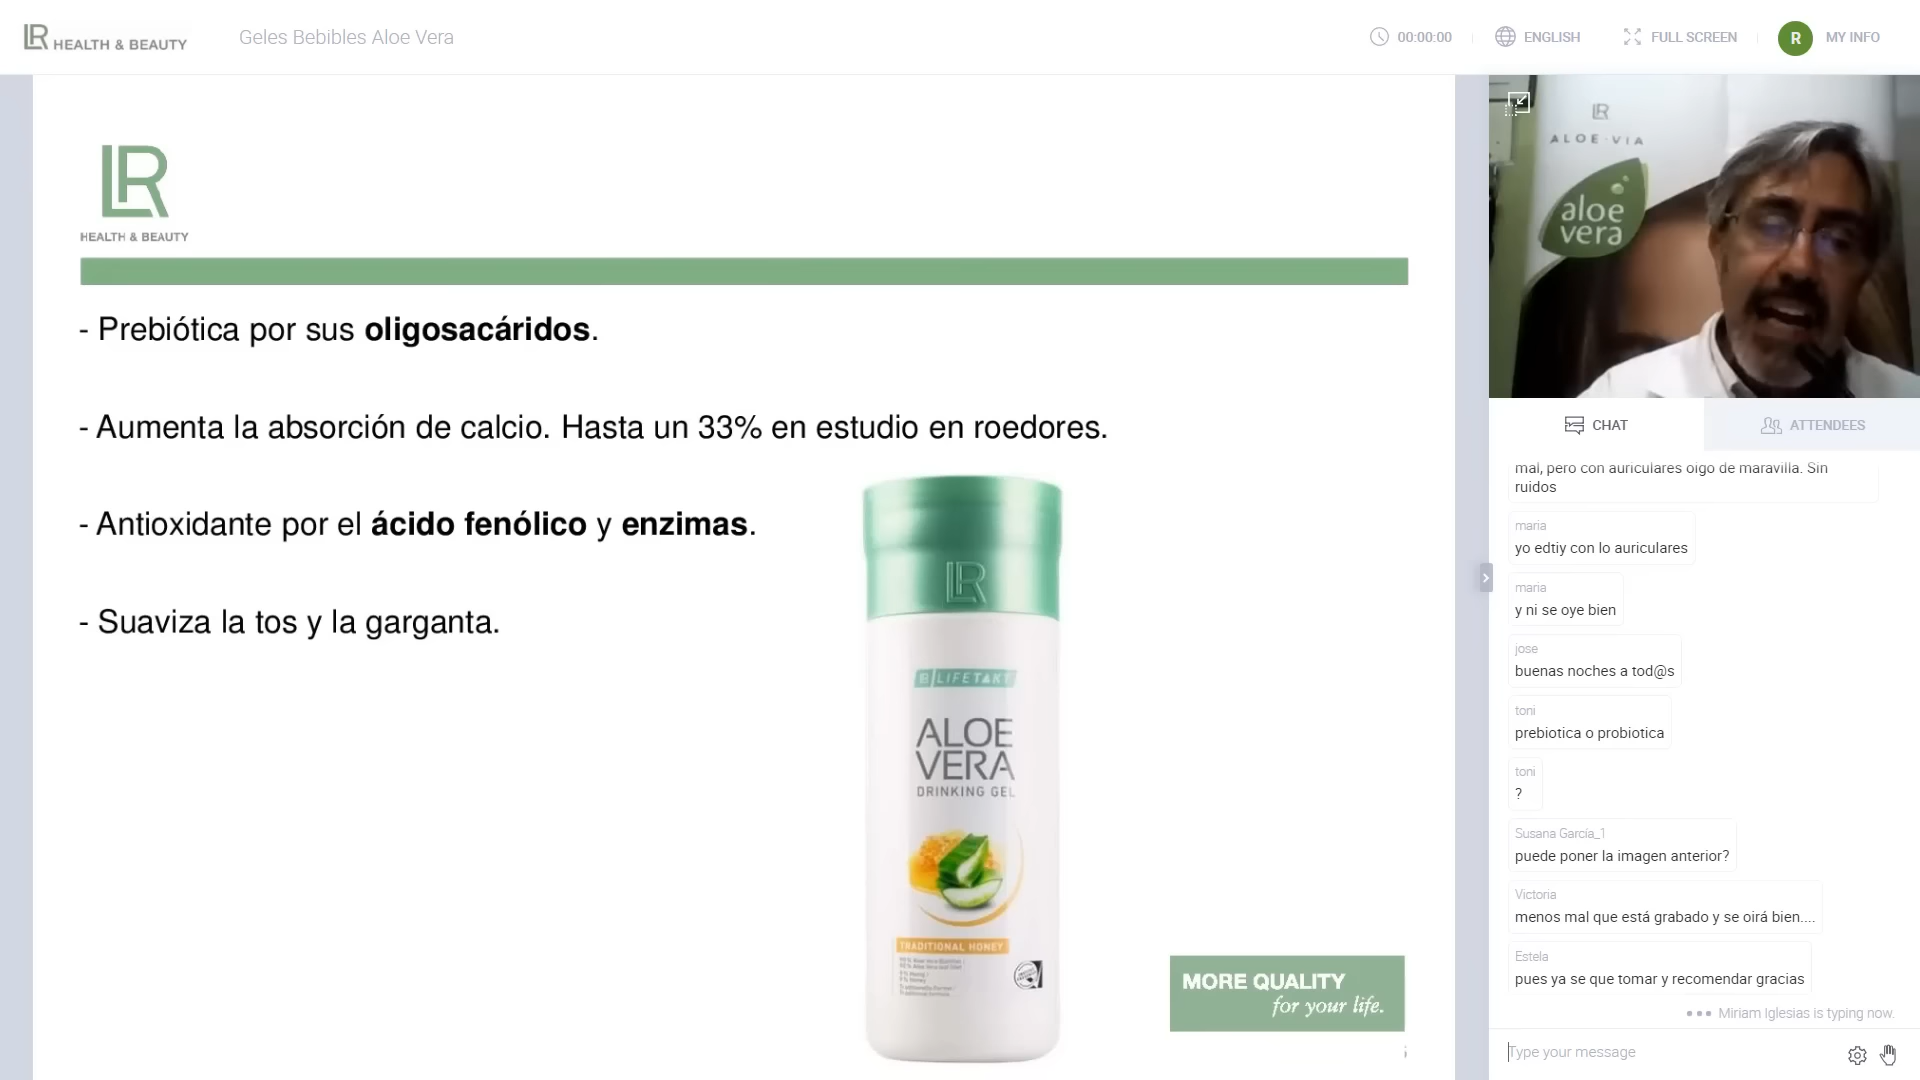 LR HEALTH & BEAUTY
Geles Bebibles Aloe Vera
00:00:00
ENGLISH
FULL SCREEN
R
MY INFO
LR
HEALTH & BEAUTY
- Prebiótica por sus oligosacáridos.
- Aumenta la absorción de calcio. Hasta un 33% en estudio en roedores.
- Antioxidante por el ácido fenólico y enzimas.
- Suaviza la tos y la garganta.
LR
LIFETAKT
ALOE
VERA
DRINKING GEL
TRADITIONAL HONEY
MORE QUALITY
for your life.
LR
ALOE VIA
aloe
vera
CHAT
ATTENDEES
mal, pero con auriculares oigo de maravilla. Sin
ruidos
maria
yo edtiy con lo auriculares
maria
y ni se oye bien
jose
buenas noches a tod@s
toni
prebiotica o probiotica
toni
?
Susana García_1
puede poner la imagen anterior?
Victoria
menos mal que está grabado y se oirá bien....
Estela
pues ya se que tomar y recomendar gracias
Miriam Iglesias is typing now.
Type your message